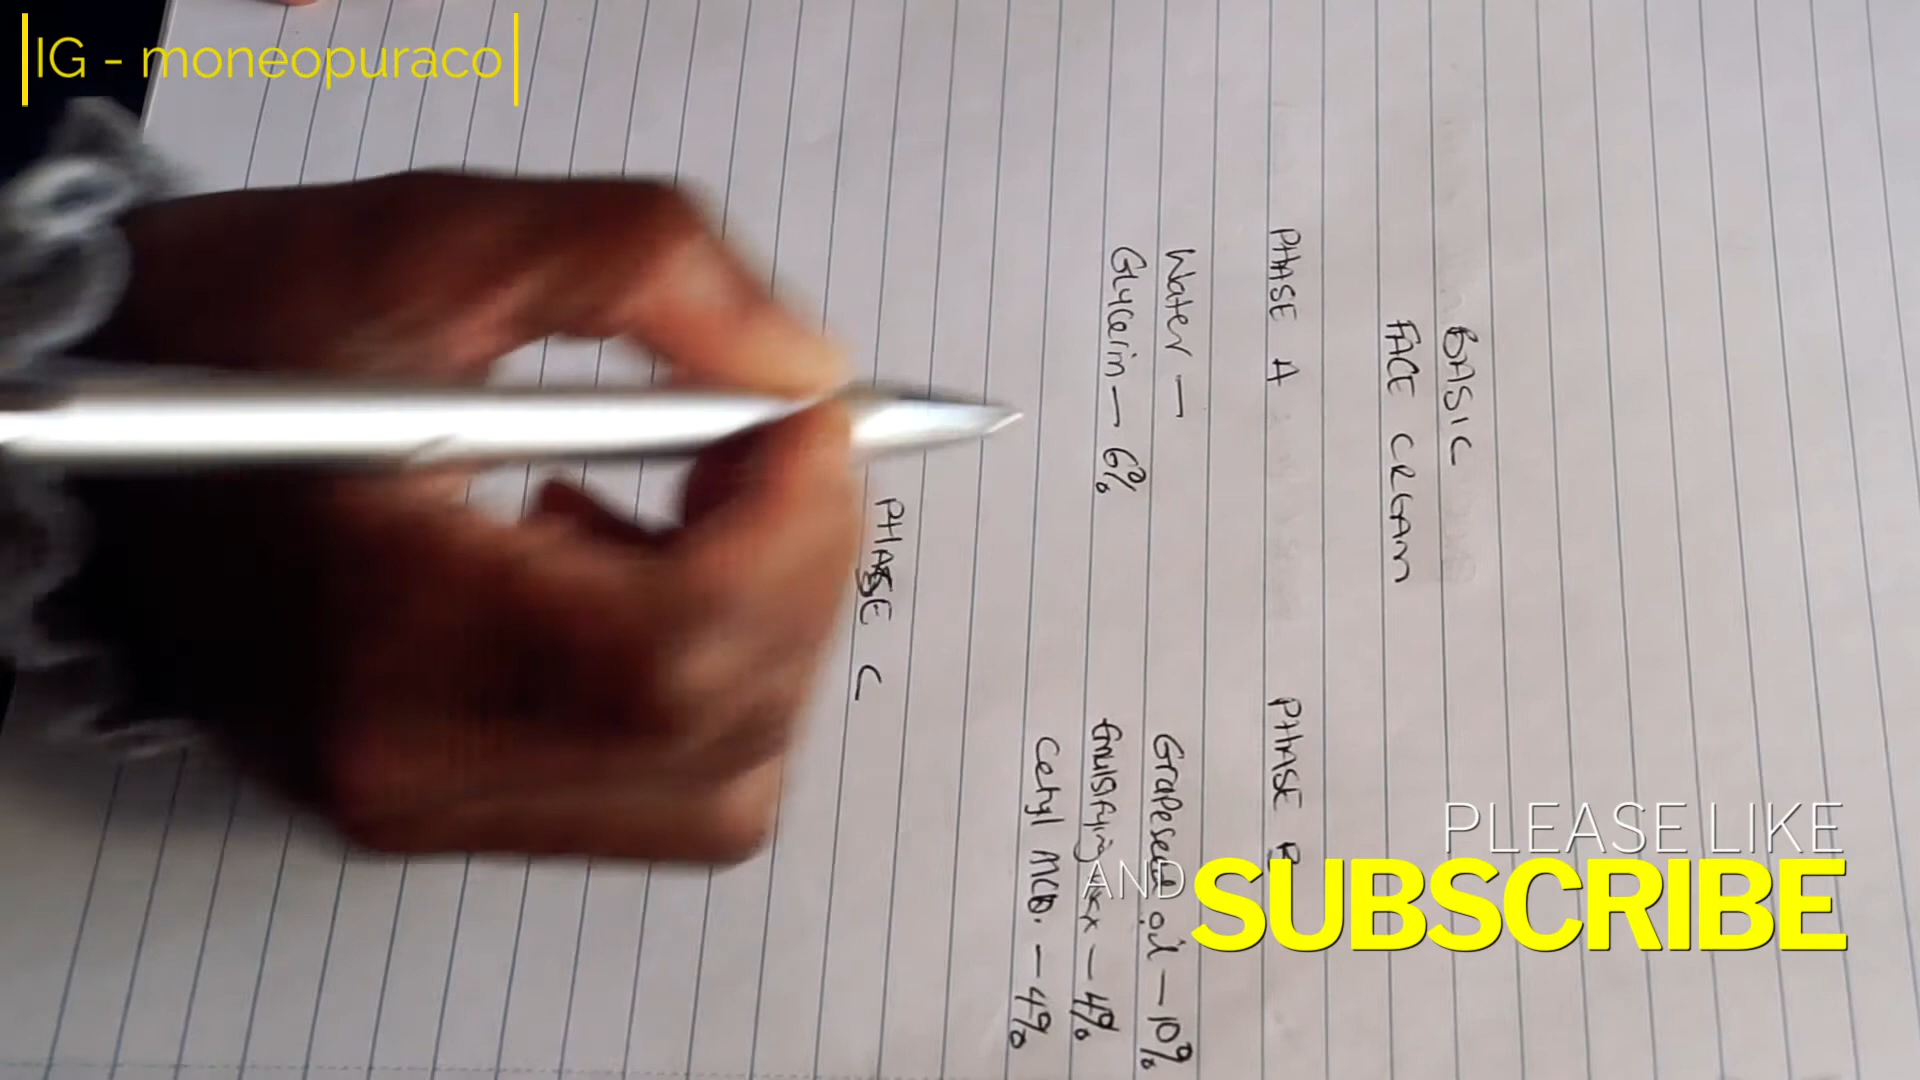 IG - moneopuraco
BASIC
FACE CREAM
PHASE A
Water —
Glycerin — 6%
PHASE B
Grapeseed oil — 10%
Emulsifying wax — 4%
Cetyl Alco. — 4%
PHASE C
PLEASE LIKE
AND SUBSCRIBE